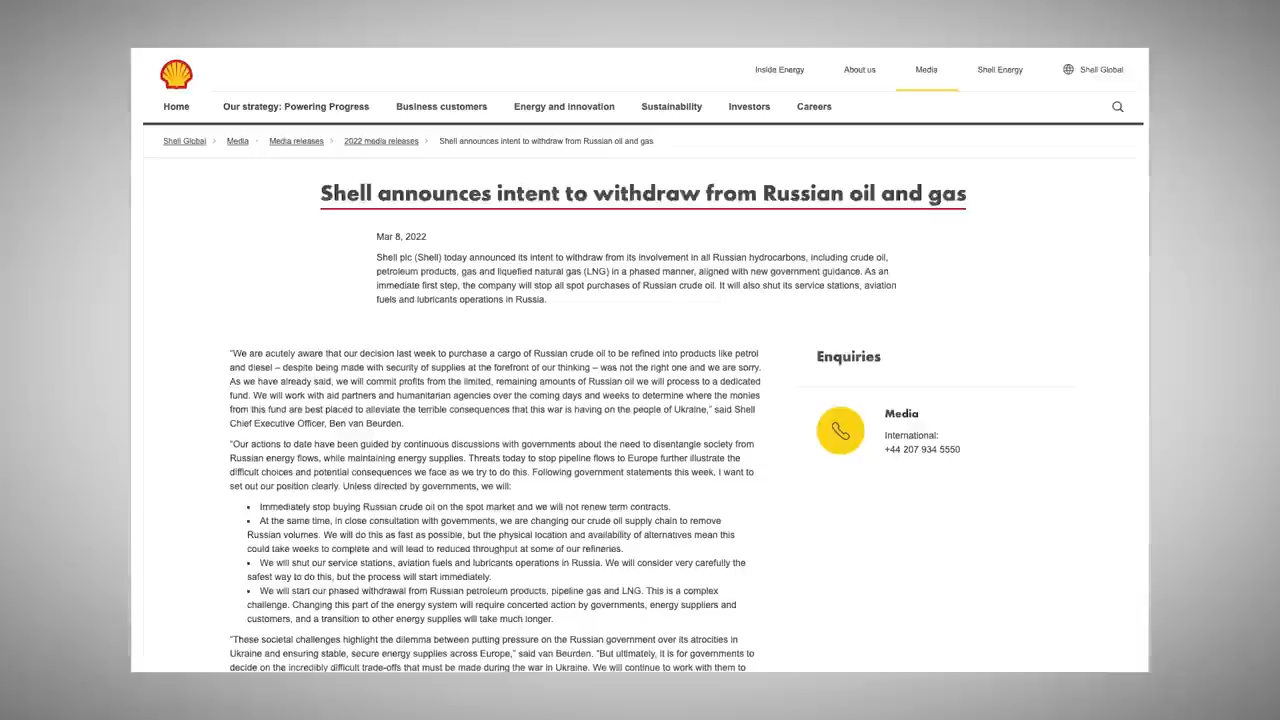 Inside Energy About us Media Shell Energy Shell Global
Home Our strategy: Powering Progress Business customers Energy and innovation Sustainability Investors Careers
Shell Global > Media > Media releases > 2022 media releases > Shell announces intent to withdraw from Russian oil and gas
Shell announces intent to withdraw from Russian oil and gas
Mar 8, 2022
Shell plc (Shell) today announced its intent to withdraw from its involvement in all Russian hydrocarbons, including crude oil,
petroleum products, gas and liquefied natural gas (LNG) in a phased manner, aligned with new government guidance. As an
immediate first step, the company will stop all spot purchases of Russian crude oil. It will also shut its service stations, aviation
fuels and lubricants operations in Russia.
“We are acutely aware that our decision last week to purchase a cargo of Russian crude oil to be refined into products like petrol
and diesel – despite being made with security of supplies at the forefront of our thinking – was not the right one and we are sorry.
As we have already said, we will commit profits from the limited, remaining amounts of Russian oil we will process to a dedicated
fund. We will work with aid partners and humanitarian agencies over the coming days and weeks to determine where the monies
from this fund are best placed to alleviate the terrible consequences that this war is having on the people of Ukraine,” said Shell
Chief Executive Officer, Ben van Beurden.
“Our actions to date have been guided by continuous discussions with governments about the need to disentangle society from
Russian energy flows, while maintaining energy supplies. Threats today to stop pipeline flows to Europe further illustrate the
difficult choices and potential consequences we face as we try to do this. Following government statements this week, I want to
set out our position clearly. Unless directed by governments, we will:
• Immediately stop buying Russian crude oil on the spot market and we will not renew term contracts.
• At the same time, in close consultation with governments, we are changing our crude oil supply chain to remove
Russian volumes. We will do this as fast as possible, but the physical location and availability of alternatives mean this
could take weeks to complete and will lead to reduced throughput at some of our refineries.
• We will shut our service stations, aviation fuels and lubricants operations in Russia. We will consider very carefully the
safest way to do this, but the process will start immediately.
• We will start our phased withdrawal from Russian petroleum products, pipeline gas and LNG. This is a complex
challenge. Changing this part of the energy system will require concerted action by governments, energy suppliers and
customers, and a transition to other energy supplies will take much longer.
“These societal challenges highlight the dilemma between putting pressure on the Russian government over its atrocities in
Ukraine and ensuring stable, secure energy supplies across Europe,” said van Beurden. “But ultimately, it is for governments to
decide on the incredibly difficult trade-offs that must be made during the war in Ukraine. We will continue to work with them to
Enquiries
Media
International:
+44 207 934 5550